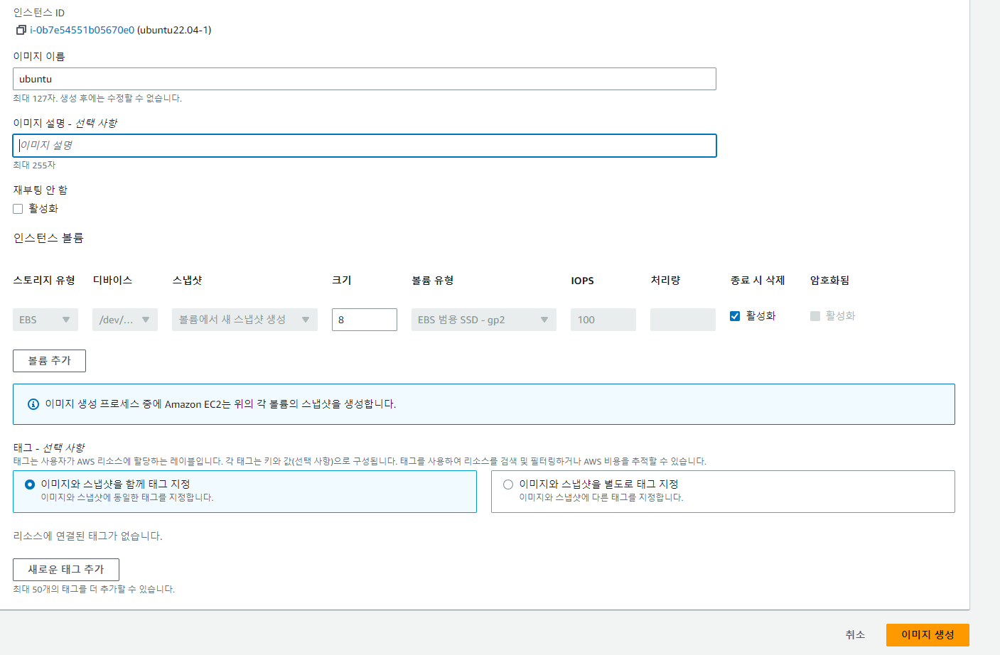 인스턴스 ID
i-0b7e54551b05670e0 (ubuntu22.04-1)
이미지 이름
ubuntu
최대 127자. 생성 후에는 수정할 수 없습니다.
이미지 설명 - 선택 사항
이미지 설명
최대 255자
재부팅 안 함
활성화
인스턴스 볼륨
스토리지 유형 디바이스 스냅샷 크기 볼륨 유형 IOPS 처리량 종료 시 삭제 암호화됨
EBS /dev/... 볼륨에서 새 스냅샷 생성 8 EBS 범용 SSD - gp2 100 활성화 활성화
볼륨 추가
이미지 생성 프로세스 중에 Amazon EC2는 위의 각 볼륨의 스냅샷을 생성합니다.
태그 - 선택 사항
태그는 사용자가 AWS 리소스에 할당하는 레이블입니다. 각 태그는 키와 값(선택 사항)으로 구성됩니다. 태그를 사용하여 리소스를 검색 및 필터링하거나 AWS 비용을 추적할 수 있습니다.
이미지와 스냅샷을 함께 태그 지정
이미지와 스냅샷에 동일한 태그를 지정합니다.
이미지와 스냅샷을 별도로 태그 지정
이미지와 스냅샷에 다른 태그를 지정합니다.
리소스에 연결된 태그가 없습니다.
새로운 태그 추가
최대 50개의 태그를 더 추가할 수 있습니다.
취소 이미지 생성